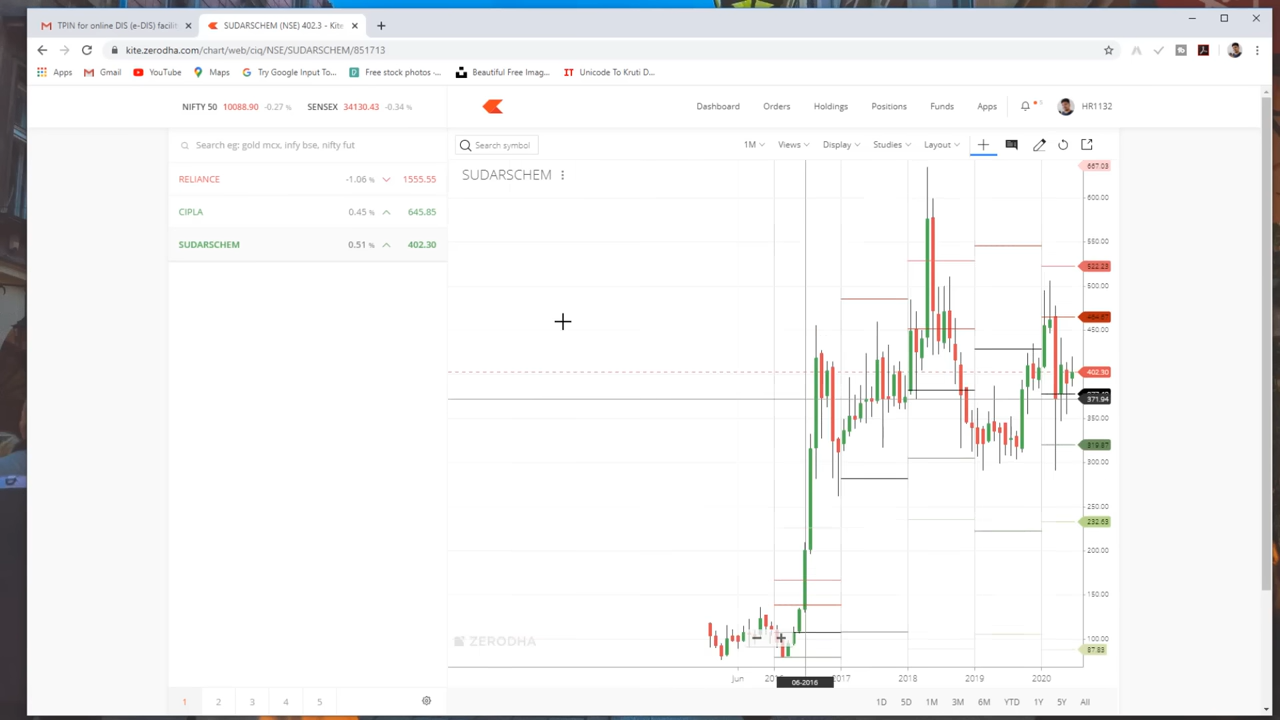 TPIN for online DIS (e-DIS) facilit
SUDARSCHEM (NSE) 402.3 - Kite
kite.zerodha.com/chart/web/ciq/NSE/SUDARSCHEM/851713
Apps Gmail YouTube Maps Try Google Input To... Free stock photos -... Beautiful Free Imag... Unicode To Kruti D...
NIFTY 50 10088.90 -0.27 % SENSEX 34130.43 -0.34 %
Dashboard Orders Holdings Positions Funds Apps 5 HR1132
Search eg: gold mcx, infy bse, nifty fut
Search symbol 1M Views Display Studies Layout
RELIANCE -1.06 % 1555.55
CIPLA 0.45 % 645.85
SUDARSCHEM 0.51 % 402.30
SUDARSCHEM
667.03
600.00
550.00
522.23
500.00
464.67
450.00
402.30
371.94
350.00
319.87
300.00
250.00
232.63
200.00
150.00
100.00
87.83
ZERODHA
Jun 06-2016 2017 2018 2019 2020
1 2 3 4 5
1D 5D 1M 3M 6M YTD 1Y 5Y All